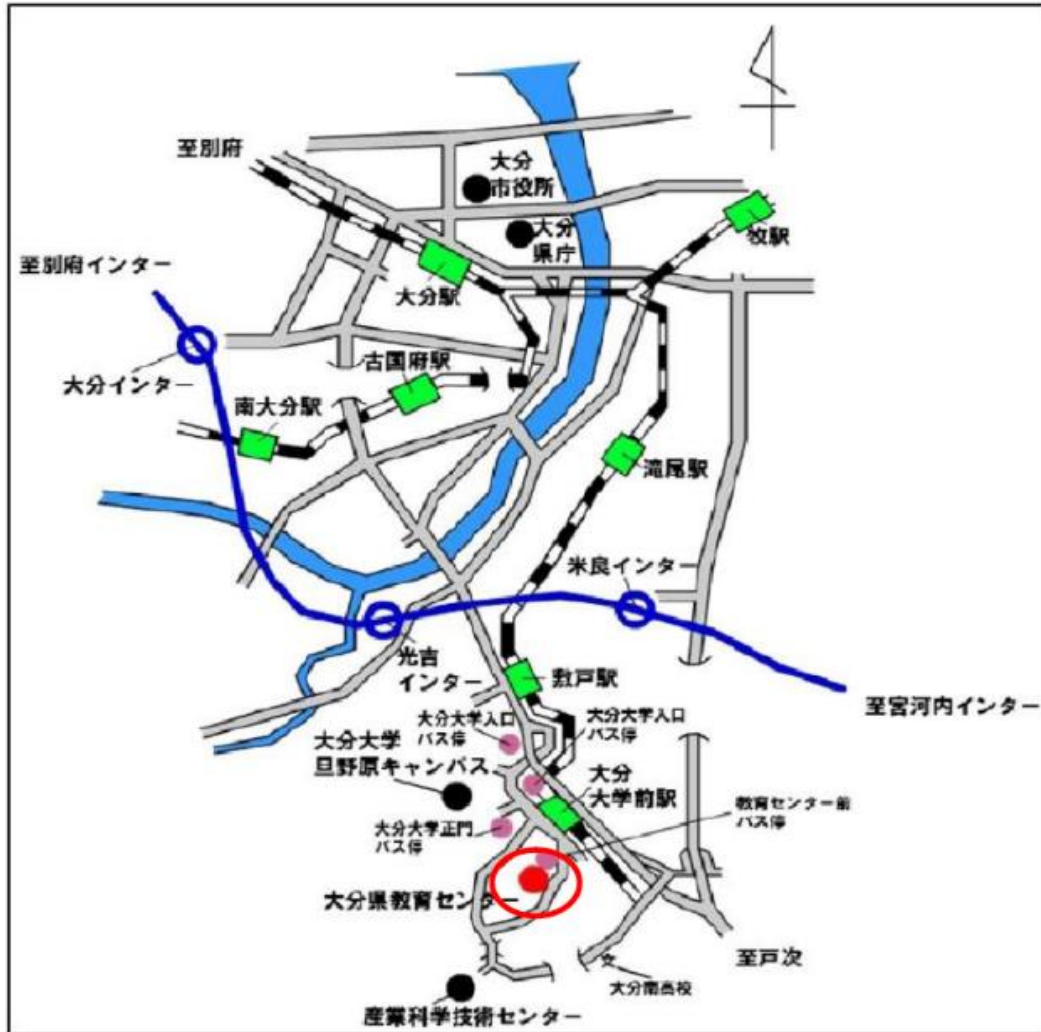 至別府
大分
市役所
牧駅
大分
県庁
至別府インター
大分駅
古国府駅
大分インター
南大分駅
滝尾駅
米良インター
光吉
インター
敷戸駅
至宮河内インター
大分大学入口
バス停
大分大学入口
バス停
大分大学
旦野原キャンパス
大分
大学前駅
教育センター前
バス停
大分大学正門
バス停
大分県教育センター
至戸次
大分南高校
産業科学技術センター